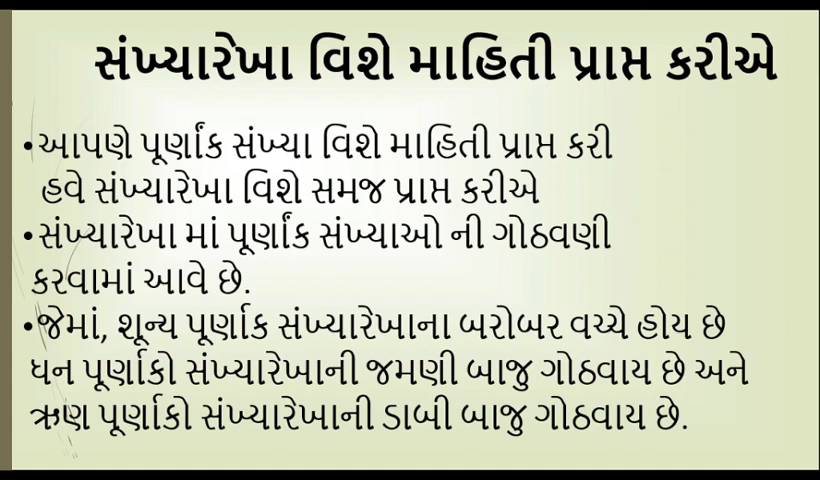 સંખ્યારેખા વિશે માહિતી પ્રાપ્ત કરીએ
•આપણે પૂર્ણાંક સંખ્યા વિશે માહિતી પ્રાપ્ત કરી
હવે સંખ્યારેખા વિશે સમજ પ્રાપ્ત કરીએ
•સંખ્યારેખા માં પૂર્ણાંક સંખ્યાઓ ની ગોઠવણી
કરવામાં આવે છે.
•જેમાં, શૂન્ય પૂર્ણાક સંખ્યારેખાના બરોબર વચ્ચે હોય છે
ધન પૂર્ણાકો સંખ્યારેખાની જમણી બાજુ ગોઠવાય છે અને
ઋણ પૂર્ણાકો સંખ્યારેખાની ડાબી બાજુ ગોઠવાય છે.